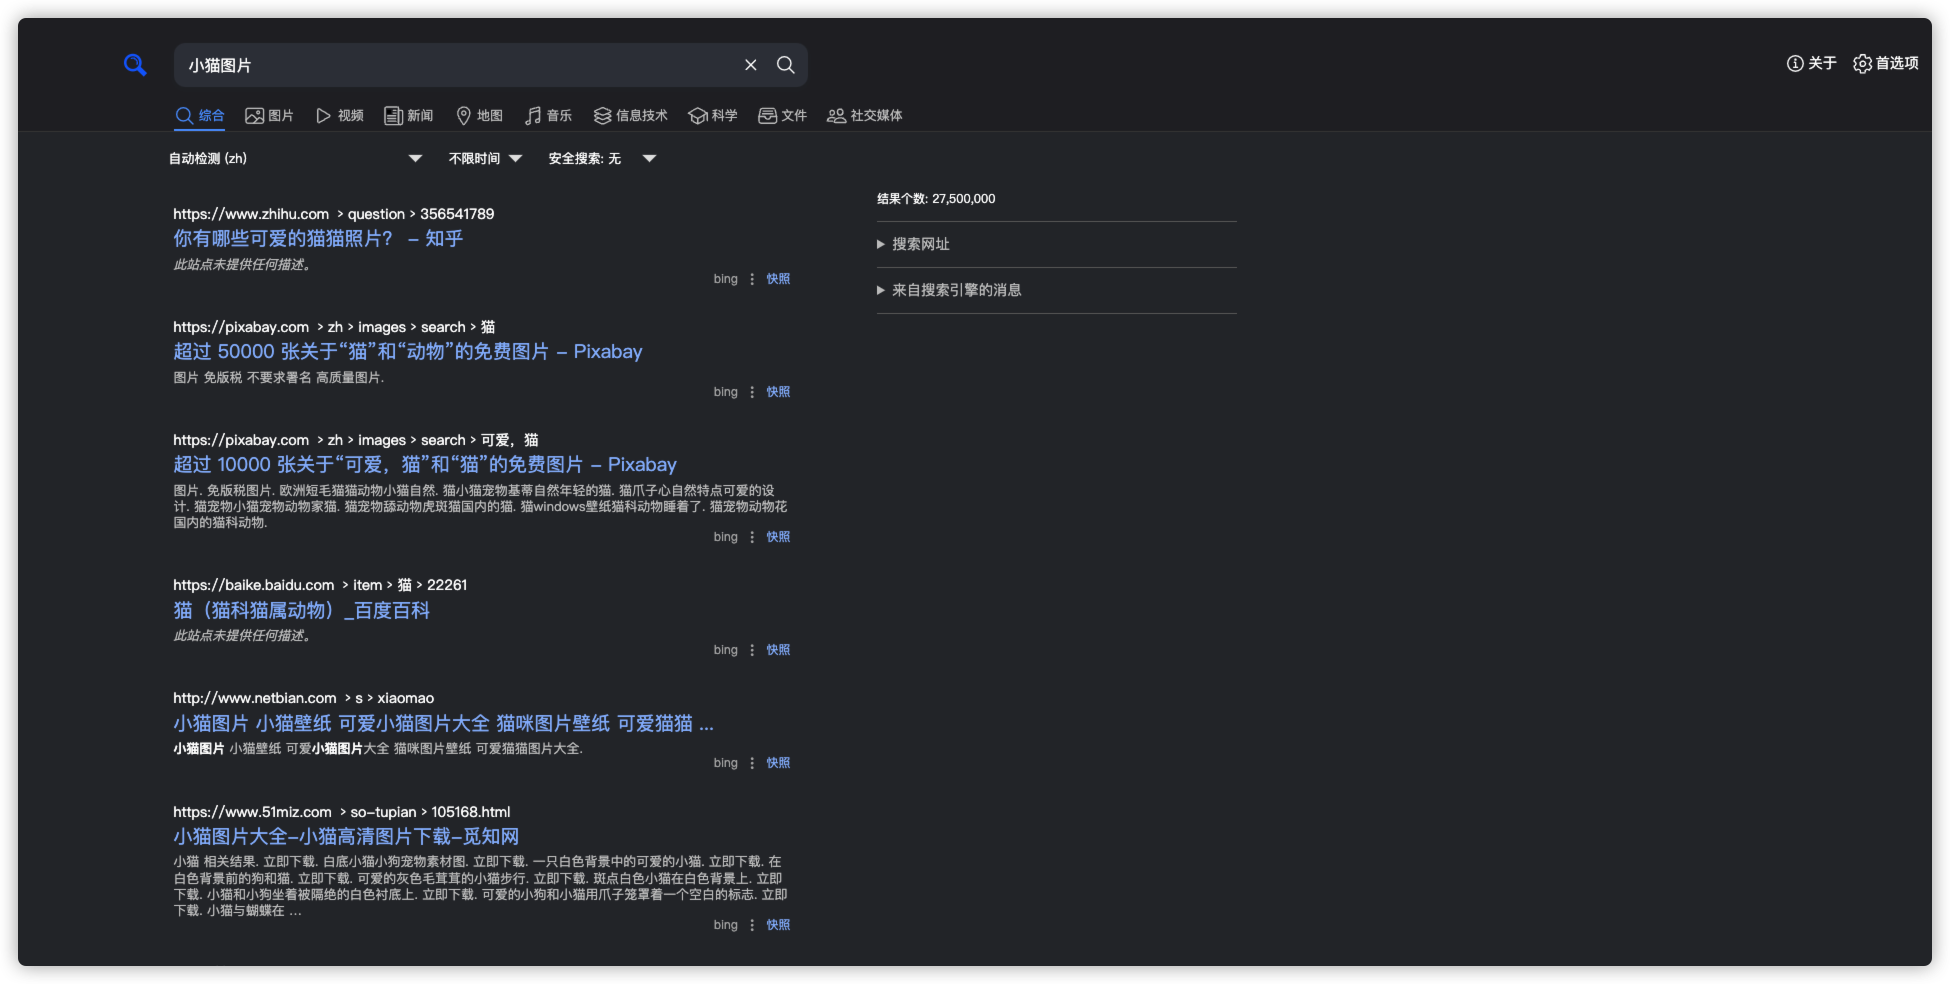 小猫图片
关于 首选项
综合 图片 视频 新闻 地图 音乐 信息技术 科学 文件 社交媒体
自动检测 (zh) 不限时间 安全搜索: 无
https://www.zhihu.com › question › 356541789
你有哪些可爱的猫猫照片？ - 知乎
此站点未提供任何描述。
bing 快照
https://pixabay.com › zh › images › search › 猫
超过 50000 张关于“猫”和“动物”的免费图片 - Pixabay
图片 免版税 不要求署名 高质量图片.
bing 快照
https://pixabay.com › zh › images › search › 可爱，猫
超过 10000 张关于“可爱，猫”和“猫”的免费图片 - Pixabay
图片. 免版税图片. 欧洲短毛猫猫动物小猫自然. 猫小猫宠物基蒂自然年轻的猫. 猫爪子心自然特点可爱的设
计. 猫宠物小猫宠物动物家猫. 猫宠物舔动物虎斑猫国内的猫. 猫windows壁纸猫科动物睡着了. 猫宠物动物花
国内的猫科动物.
bing 快照
https://baike.baidu.com › item › 猫 › 22261
猫（猫科猫属动物）_百度百科
此站点未提供任何描述。
bing 快照
http://www.netbian.com › s › xiaomao
小猫图片 小猫壁纸 可爱小猫图片大全 猫咪图片壁纸 可爱猫猫 ...
小猫图片 小猫壁纸 可爱小猫图片大全 猫咪图片壁纸 可爱猫猫图片大全.
bing 快照
https://www.51miz.com › so-tupian › 105168.html
小猫图片大全-小猫高清图片下载-觅知网
小猫 相关结果. 立即下载. 白底小猫小狗宠物素材图. 立即下载. 一只白色背景中的可爱的小猫. 立即下载. 在
白色背景前的狗和猫. 立即下载. 可爱的灰色毛茸茸的小猫步行. 立即下载. 斑点白色小猫在白色背景上. 立即
下载. 小猫和小狗坐着被隔绝的白色衬底上. 立即下载. 可爱的小狗和小猫用爪子笼罩着一个空白的标志. 立即
下载. 小猫与蝴蝶在 ...
bing 快照
结果个数: 27,500,000
搜索网址
来自搜索引擎的消息